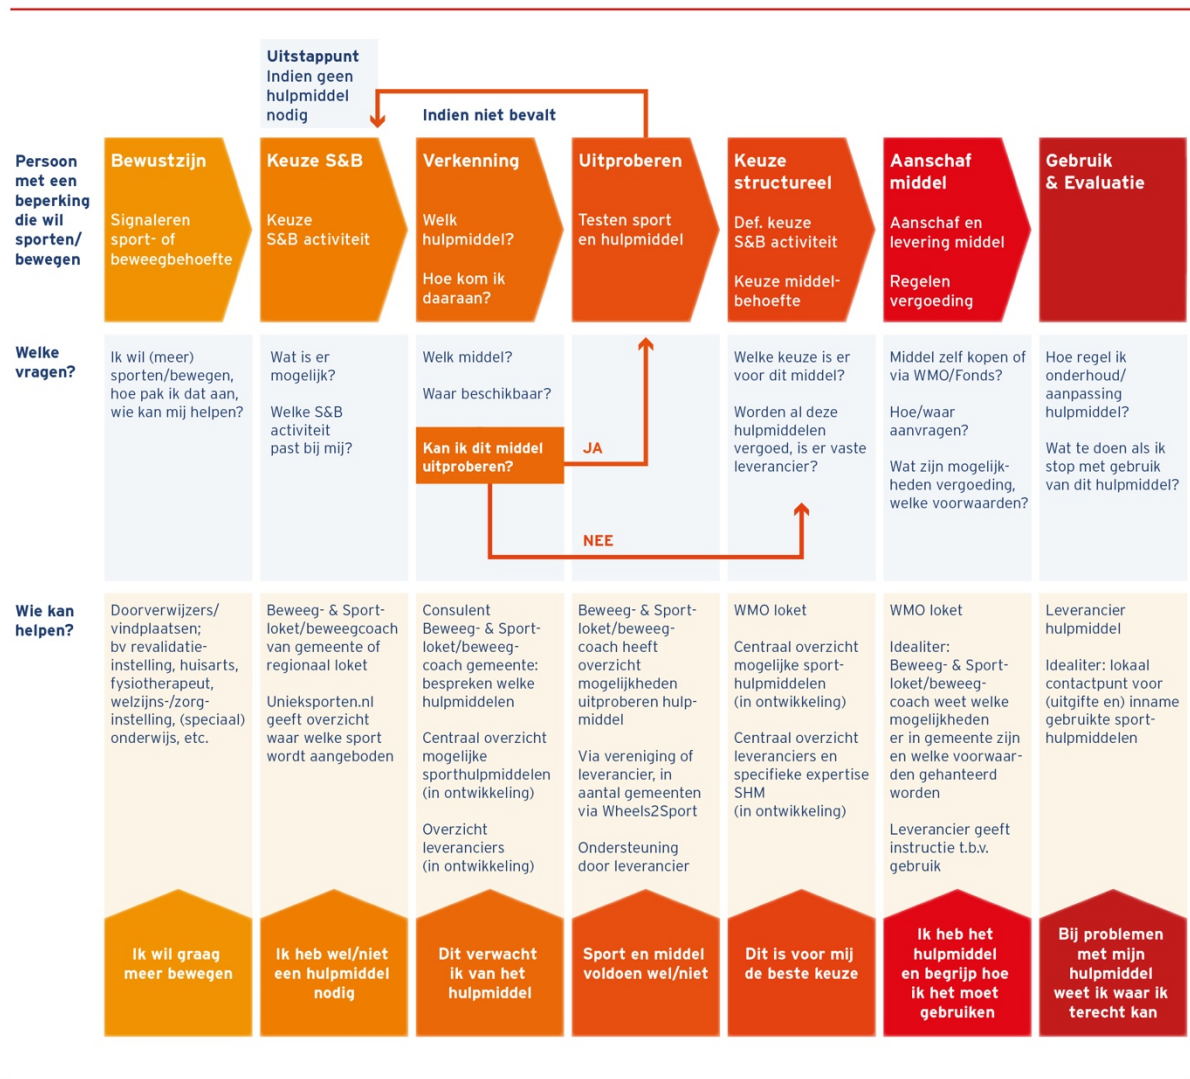 Uitstappunt
Indien geen
hulpmiddel
nodig
Indien niet bevalt
Persoon
met een
beperking
die wil
sporten/
bewegen
Bewustzijn
Signaleren
sport- of
beweegbehoefte
Keuze S&B
Keuze
S&B activiteit
Verkenning
Welk
hulpmiddel?
Hoe kom ik
daaraan?
Uitproberen
Testen sport
en hulpmiddel
Keuze
structureel
Def. keuze
S&B activiteit
Keuze middel-
behoefte
Aanschaf
middel
Aanschaf en
levering middel
Regelen
vergoeding
Gebruik
& Evaluatie
Welke
vragen?
Ik wil (meer)
sporten/bewegen,
hoe pak ik dat aan,
wie kan mij helpen?
Wat is er
mogelijk?
Welke S&B
activiteit
past bij mij?
Welk middel?
Waar beschikbaar?
Kan ik dit middel
uitproberen?
JA
NEE
Welke keuze is er
voor dit middel?
Worden al deze
hulpmiddelen
vergoed, is er vaste
leverancier?
Middel zelf kopen of
via WMO/Fonds?
Hoe/waar
aanvragen?
Wat zijn mogelijk-
heden vergoeding,
welke voorwaarden?
Hoe regel ik
onderhoud/
aanpassing
hulpmiddel?
Wat te doen als ik
stop met gebruik
van dit hulpmiddel?
Wie kan
helpen?
Doorverwijzers/
vindplaatsen;
bv revalidatie-
instelling, huisarts,
fysiotherapeut,
welzijns-/zorg-
instelling, (speciaal)
onderwijs, etc.
Beweeg- & Sport-
loket/beweegcoach
van gemeente of
regionaal loket
Unieksporten.nl
geeft overzicht
waar welke sport
wordt aangeboden
Consulent
Beweeg- & Sport-
loket/beweeg-
coach gemeente:
bespreken welke
hulpmiddelen
Centraal overzicht
mogelijke
sporthulpmiddelen
(in ontwikkeling)
Overzicht
leveranciers
(in ontwikkeling)
Beweeg- & Sport-
loket/beweeg-
coach heeft
overzicht
mogelijkheden
uitproberen hulp-
middel
Via vereniging of
leverancier, in
aantal gemeenten
via Wheels2Sport
Ondersteuning
door leverancier
WMO loket
Centraal overzicht
mogelijke sport-
hulpmiddelen
(in ontwikkeling)
Centraal overzicht
leveranciers en
specifieke expertise
SHM
(in ontwikkeling)
WMO loket
Idealiter:
Beweeg- & Sport-
loket/beweeg-
coach weet welke
mogelijkheden
er in gemeente zijn
en welke voorwaar-
den gehanteerd
worden
Leverancier geeft
instructie t.b.v.
gebruik
Leverancier
hulpmiddel
Idealiter: lokaal
contactpunt voor
(uitgifte en) inname
gebruikte sport-
hulpmiddelen
Ik wil graag
meer bewegen
Ik heb wel/niet
een hulpmiddel
nodig
Dit verwacht
ik van het
hulpmiddel
Sport en middel
voldoen wel/niet
Dit is voor mij
de beste keuze
Ik heb het
hulpmiddel
en begrijp hoe
ik het moet
gebruiken
Bij problemen
met mijn
hulpmiddel
weet ik waar ik
terecht kan